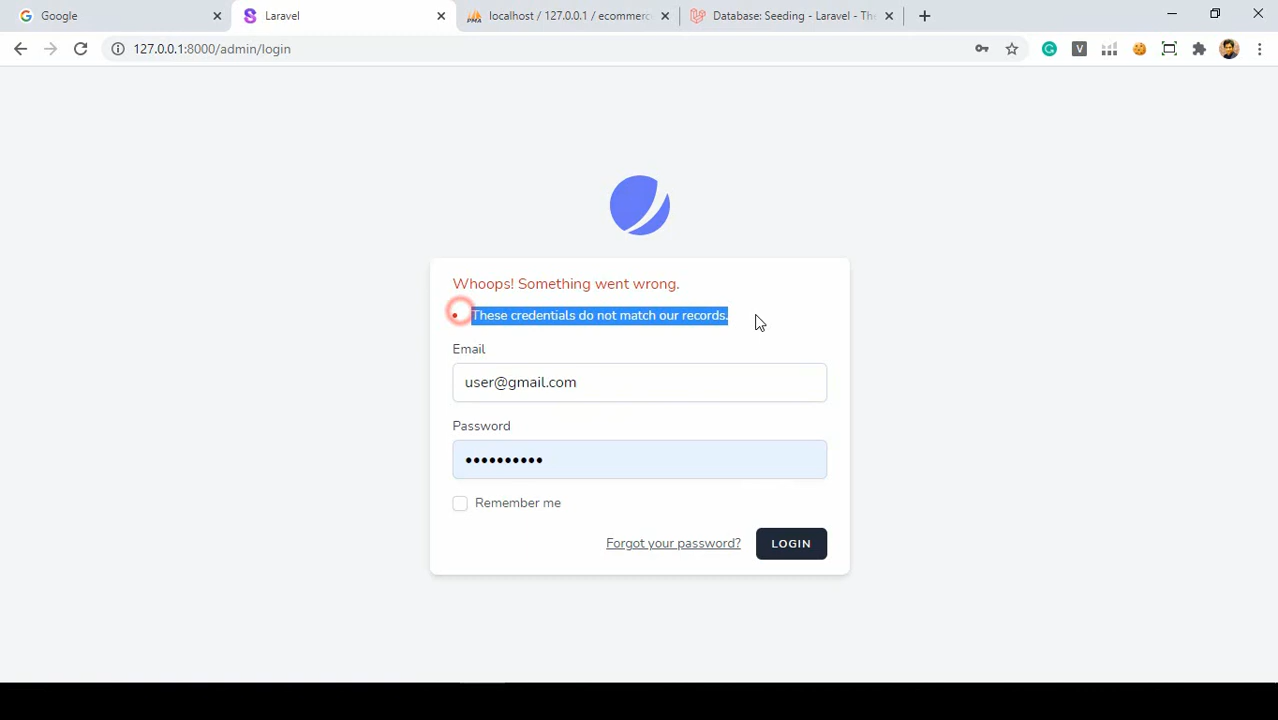 Google
Laravel
localhost / 127.0.0.1 / ecommerc
Database: Seeding - Laravel - The
127.0.0.1:8000/admin/login
Whoops! Something went wrong.
These credentials do not match our records.
Email
user@gmail.com
Password
••••••••••
Remember me
Forgot your password? LOGIN